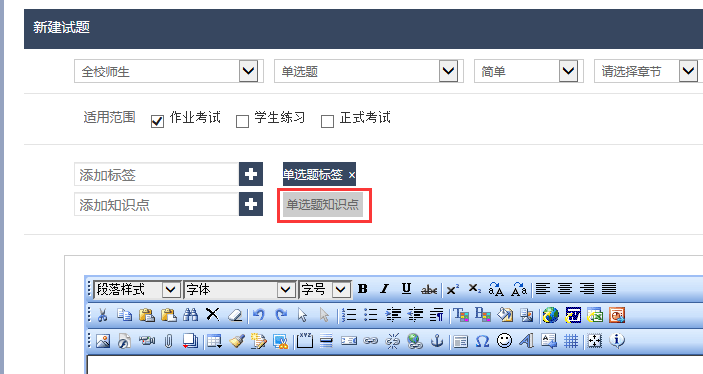 新建试题
全校师生 单选题 简单 请选择章节
适用范围 作业考试 学生练习 正式考试
添加标签 单选题标签 ×
添加知识点 单选题知识点
段落样式 字体 字号 B I U abc x² x₂